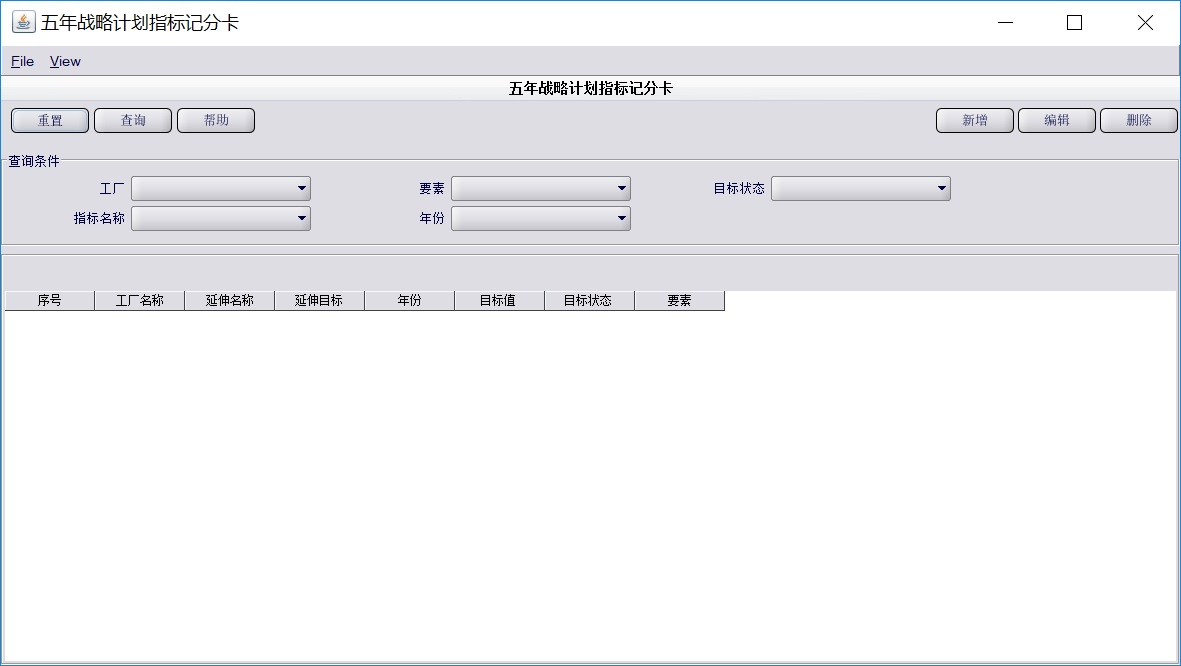 五年战略计划指标记分卡
File View
五年战略计划指标记分卡
重置 查询 帮助 新增 编辑 删除
查询条件
工厂 要素 目标状态
指标名称 年份
序号 工厂名称 延伸名称 延伸目标 年份 目标值 目标状态 要素